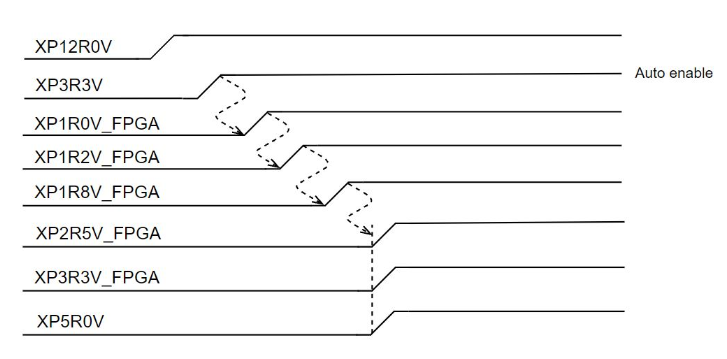 XP12R0V
XP3R3V
Auto enable
XP1R0V_FPGA
XP1R2V_FPGA
XP1R8V_FPGA
XP2R5V_FPGA
XP3R3V_FPGA
XP5R0V